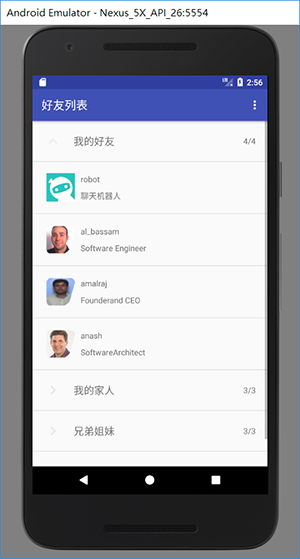 Android Emulator - Nexus_5X_API_26:5554
2:56
好友列表
我的好友 4/4
robot
聊天机器人
al_bassam
Software Engineer
amalraj
Founderand CEO
anash
SoftwareArchitect
我的家人 3/3
兄弟姐妹 3/3